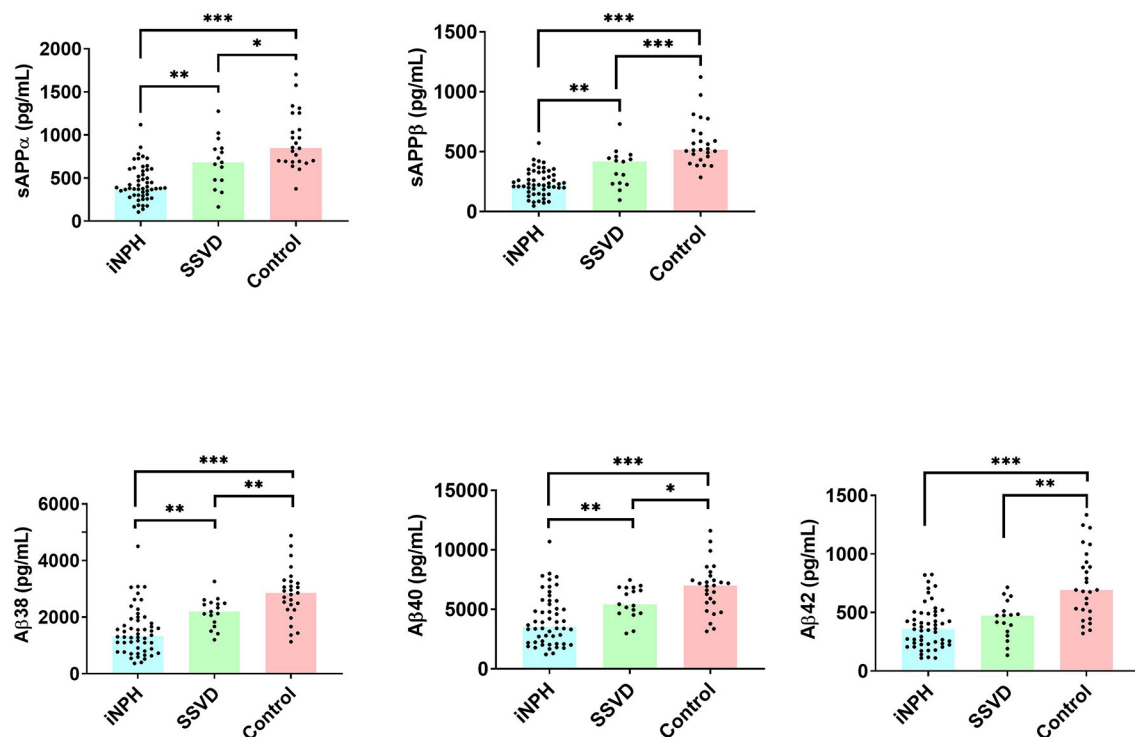 ***
**
*
sAPPα (pg/mL)
2000
1500
1000
500
0
iNPH
SSVD
Control
***
***
**
sAPPβ (pg/mL)
1500
1000
500
0
iNPH
SSVD
Control
***
**
**
Aβ38 (pg/mL)
6000
4000
2000
0
iNPH
SSVD
Control
***
**
*
Aβ40 (pg/mL)
15000
10000
5000
0
iNPH
SSVD
Control
***
**
Aβ42 (pg/mL)
1500
1000
500
0
iNPH
SSVD
Control